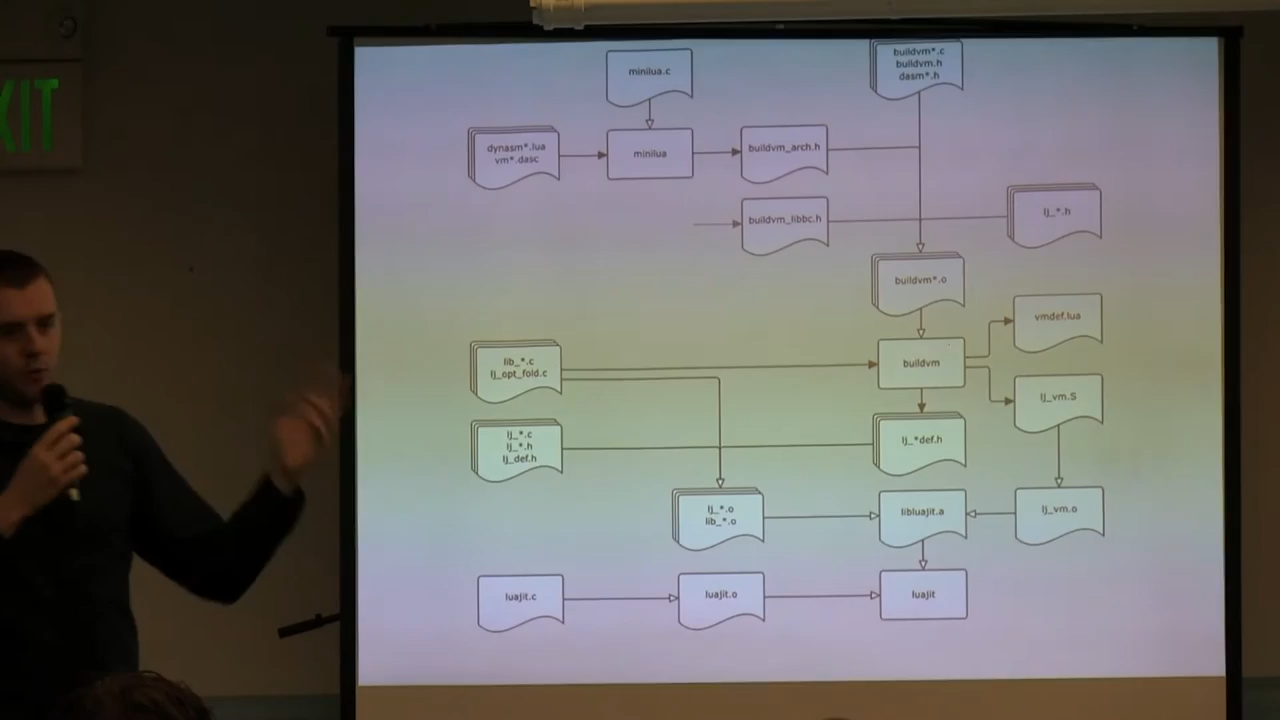 XIT
minilua.c
buildvm*.c
buildvm.h
dasm*.h
dynasm*.lua
vm*.dasc
minilua
buildvm_arch.h
buildvm_libbc.h
lj_*.h
buildvm*.o
vmdef.lua
lib_*.c
lj_opt_fold.c
buildvm
lj_vm.S
lj_*.c
lj_*.h
lj_def.h
lj_*def.h
lj_*.o
lib_*.o
libluajit.a
lj_vm.o
luajit.c
luajit.o
luajit